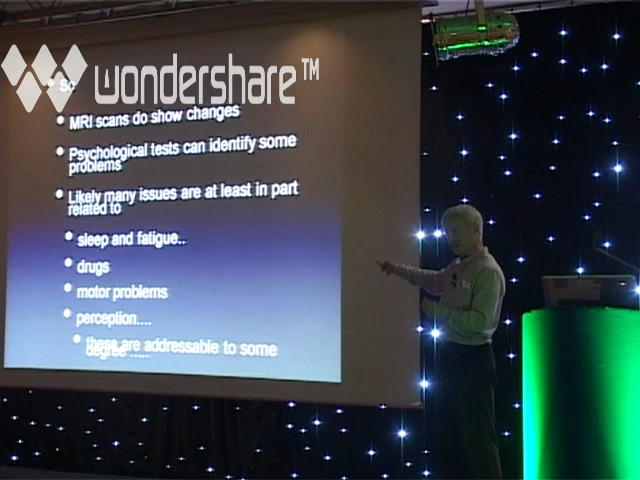 wondershare™
So
MRI scans do show changes
Psychological tests can identify some
problems
Likely many issues are at least in part
related to
sleep and fatigue..
drugs
motor problems
perception....
these are addressable to some
degree .....